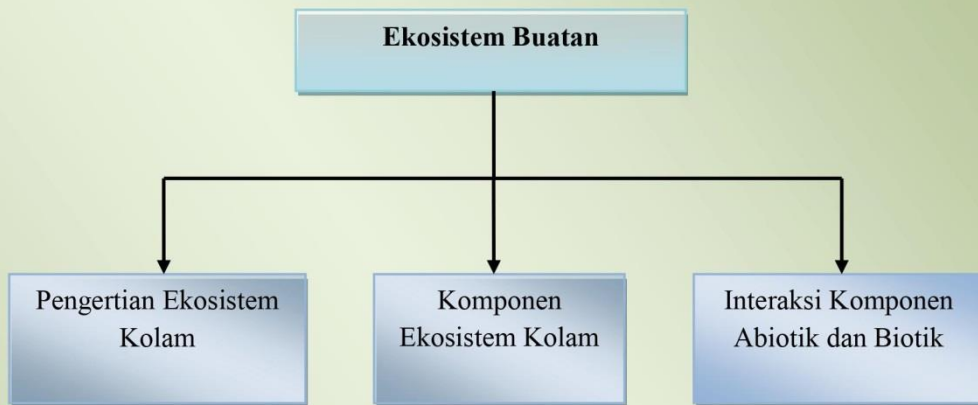 Ekosistem Buatan
Pengertian Ekosistem
Kolam
Komponen
Ekosistem Kolam
Interaksi Komponen
Abiotik dan Biotik